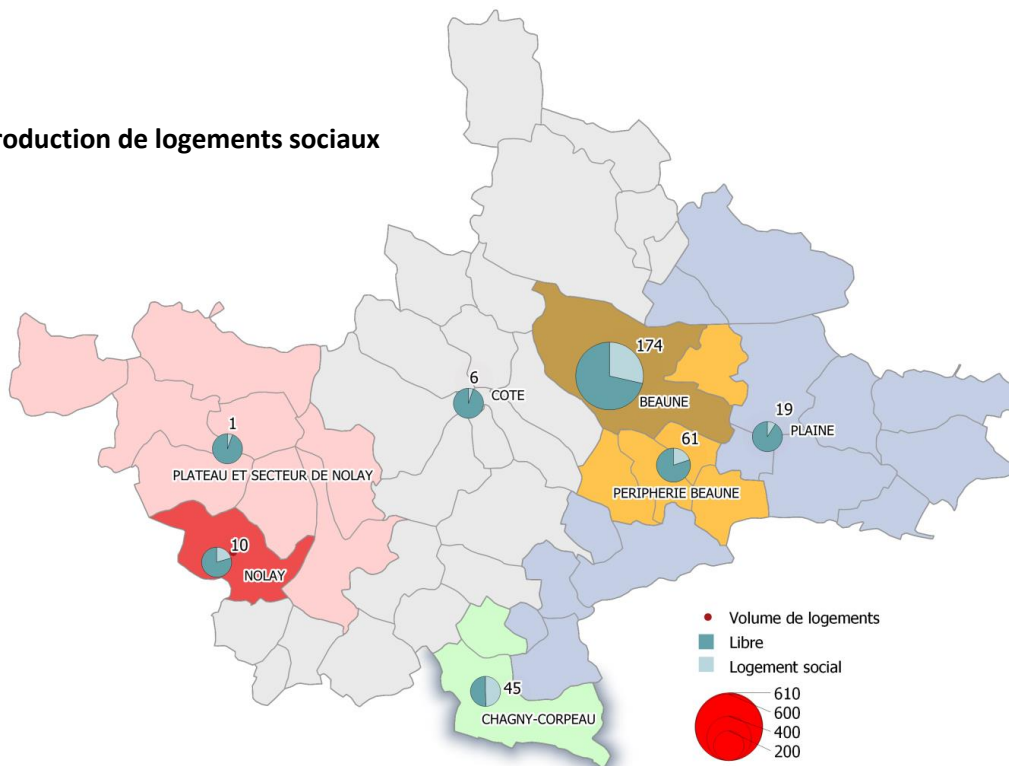 roduction de logements sociaux
174
BEAUNE
6
COTE
19
PLAINE
1
PLATEAU ET SECTEUR DE NOLAY
61
PERIPHERIE BEAUNE
10
NOLAY
45
CHAGNY-CORPEAU
Volume de logements
Libre
Logement social
610
600
400
200